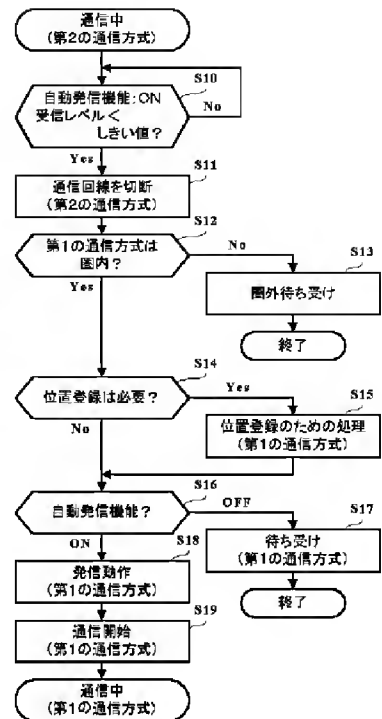 通信中
(第2の通信方式)
S10
自動発信機能:ON
受信レベル<
しきい値?
No
Yes
S11
通信回線を切断
(第2の通信方式)
S12
第1の通信方式は
圏内?
No
S13
Yes
圏外待ち受け
終了
S14
位置登録は必要?
Yes
S15
No
位置登録のための処理
(第1の通信方式)
S16
自動発信機能?
OFF
S17
ON
S18
待ち受け
(第1の通信方式)
発信動作
(第1の通信方式)
終了
S19
通信開始
(第1の通信方式)
通信中
(第1の通信方式)